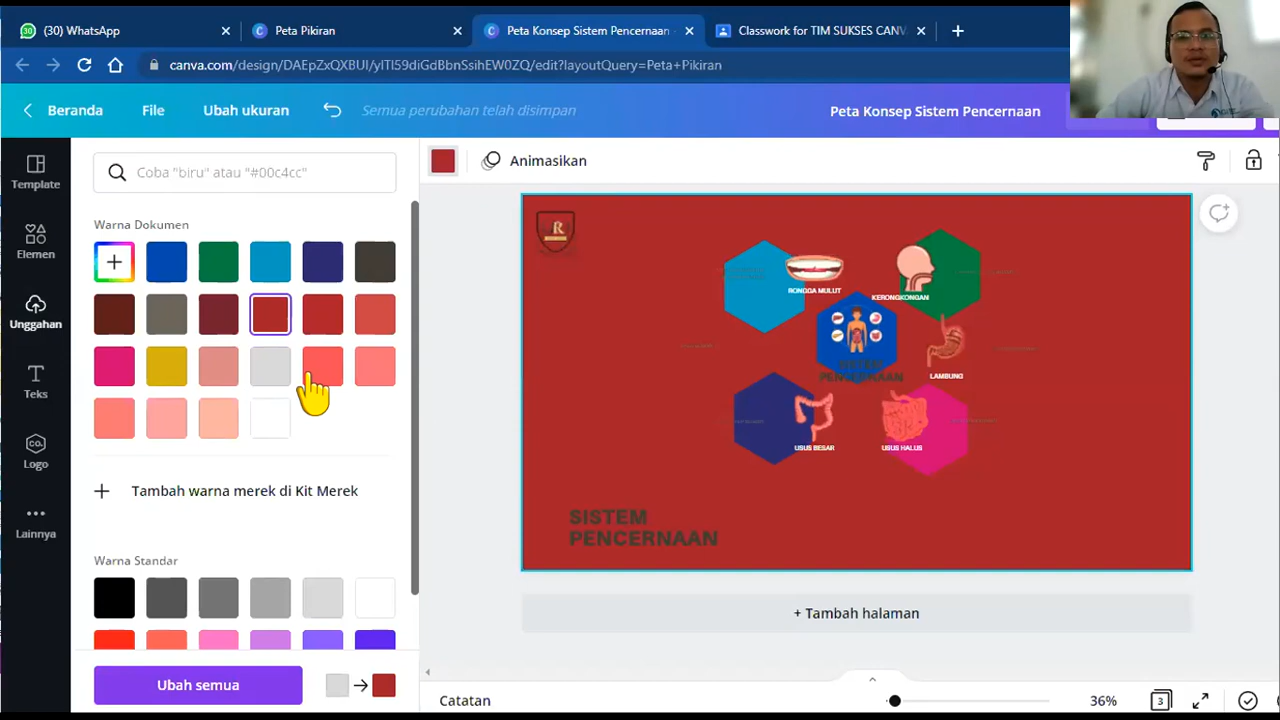 (30) WhatsApp
Peta Pikiran
Peta Konsep Sistem Pencernaan
Classwork for TIM SUKSES CANV
canva.com/design/DAEpZxQXBUI/yITl59diGdBbnSsihEW0ZQ/edit?layoutQuery=Peta+Pikiran
Beranda
File
Ubah ukuran
Semua perubahan telah disimpan
Peta Konsep Sistem Pencernaan
Template
Elemen
Unggahan
Teks
Logo
Lainnya
Coba "biru" atau "#00c4cc"
Warna Dokumen
Tambah warna merek di Kit Merek
Warna Standar
Ubah semua
Animasikan
R
RONGGA MULUT
KERONGKONGAN
SISTEM
PENCERNAAN
LAMBUNG
USUS BESAR
USUS HALUS
SISTEM
PENCERNAAN
+ Tambah halaman
Catatan
36%
3